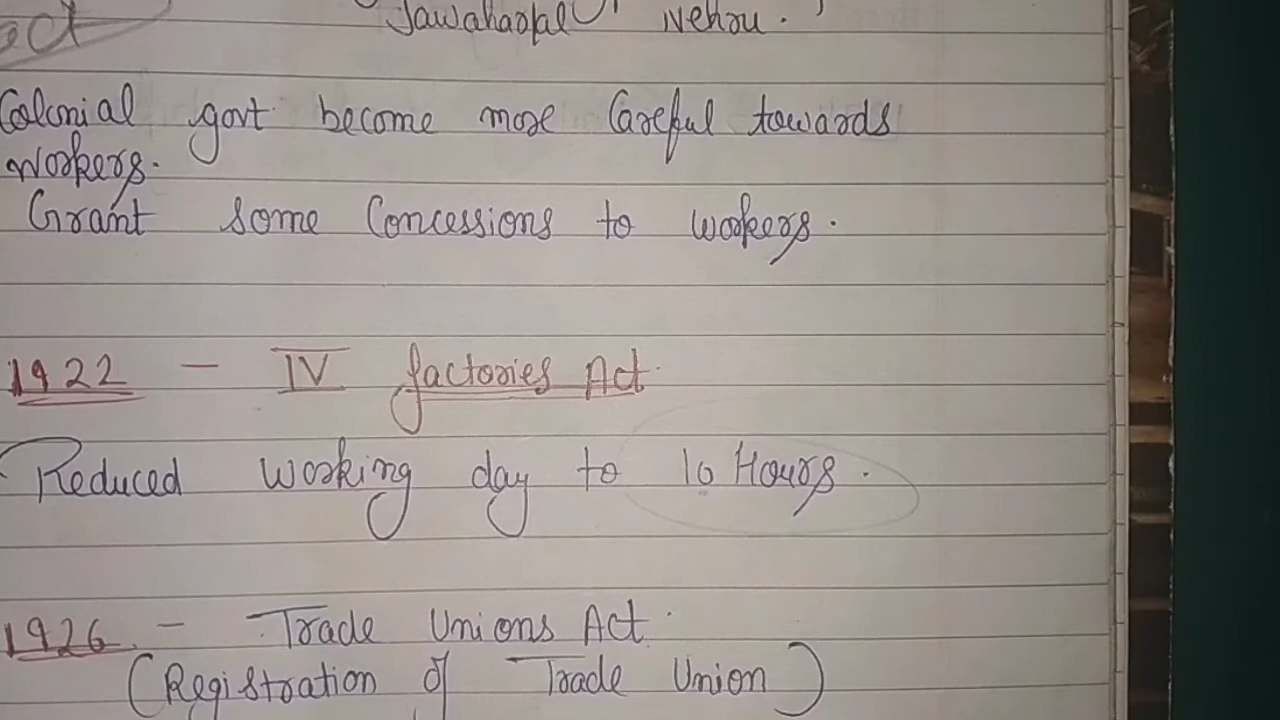 Jawaharlal Nehru.
Colonial govt become more Careful towards
workers.
Grant some Concessions to workers.
1922 - IV factories Act.
Reduced working day to 10 Hours.
1926 - Trade Unions Act.
(Registration of Trade Union)